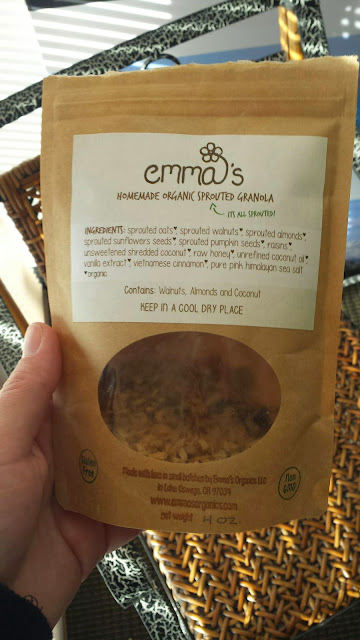 emma's
HOMEMADE ORGANIC SPROUTED GRANOLA
ITS ALL SPROUTED!
INGREDIENTS: sprouted oats♥, sprouted walnuts♥, sprouted almonds♥,
sprouted sunflowers seeds♥, sprouted pumpkin seeds♥, raisins♥,
unsweetened shredded coconut♥, raw honey♥, unrefined coconut oil♥,
vanilla extract♥, vietnamese cinnamon♥, pure pink himalayan sea salt
♥organic
Contains: Walnuts, Almonds and Coconut
KEEP IN A COOL DRY PLACE
Gluten
Free
Made with love in small batches by Emma's Organics LLC
in Lake Oswego, OR 97034
www.emmasorganics.com
net weight 4 oz.
Non
GMO